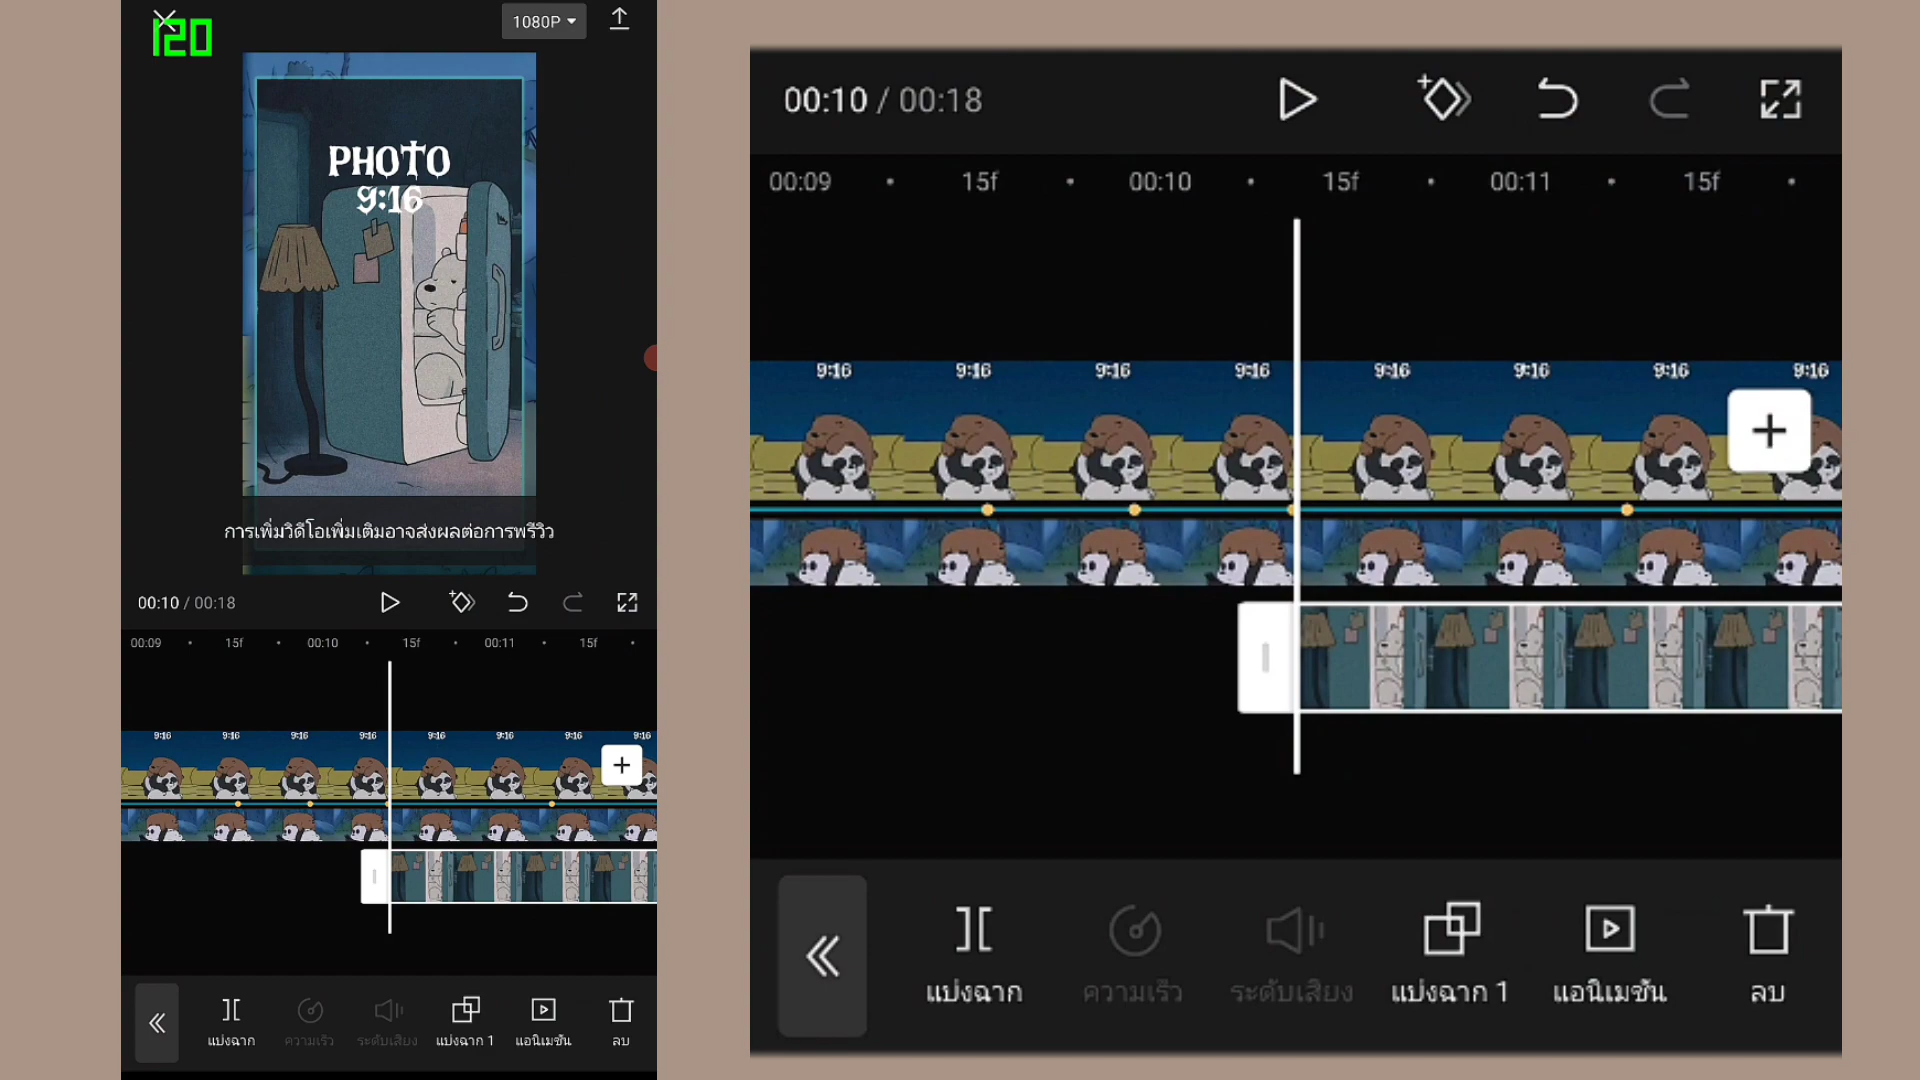 120
1080P
PHOTO
9:16
การเพิ่มวิดีโอเพิ่มเติมอาจส่งผลต่อการพรีวิว
00:10 / 00:18
00:09 15f 00:10 15f 00:11 15f
9:16 9:16 9:16 9:16 9:16 9:16 9:16 9:16
แบ่งฉาก ความเร็ว ระดับเสียง แบ่งฉาก 1 แอนิเมชัน ลบ
00:10 / 00:18
00:09 15f 00:10 15f 00:11 15f
9:16 9:16 9:16 9:16 9:16 9:16 9:16 9:16
แบ่งฉาก ความเร็ว ระดับเสียง แบ่งฉาก 1 แอนิเมชัน ลบ